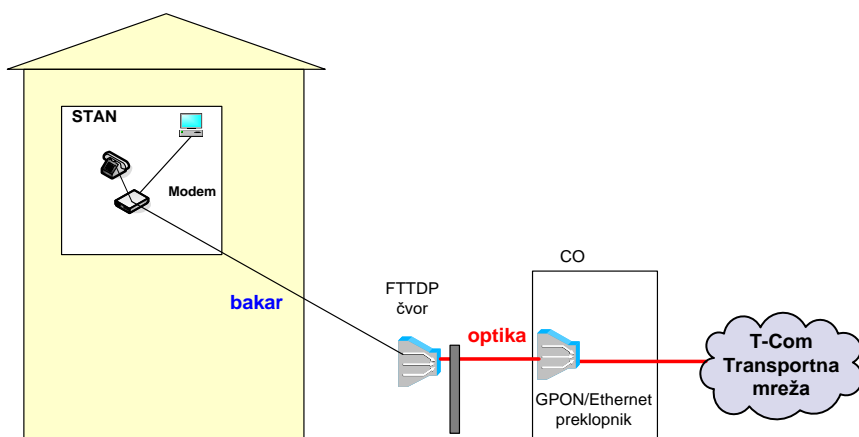 STAN
Modem
bakar
FTTDP
čvor
optika
CO
GPON/Ethernet
preklopnik
T-Com
Transportna
mreža